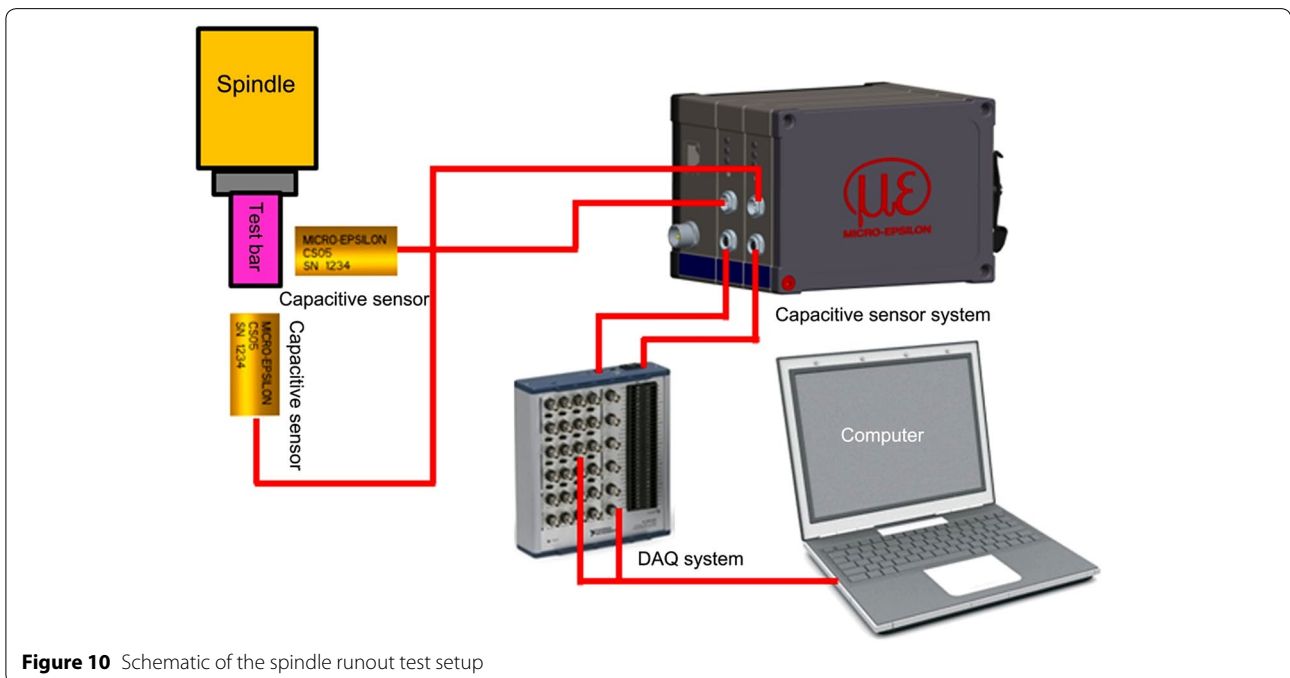 Spindle
Test bar
MICRO-EPSILON
CS05
SN 1234
Capacitive sensor
MICRO-EPSILON
CS05
SN 1234
Capacitive sensor
με
MICRO-EPSILON
Capacitive sensor system
Computer
DAQ system
Figure 10 Schematic of the spindle runout test setup